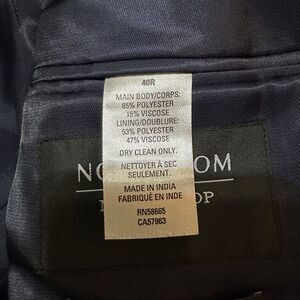 40R
MAIN BODY/CORPS:
85% POLYESTER
15% VISCOSE
LINING/DOUBLURE:
53% POLYESTER
47% VISCOSE
DRY CLEAN ONLY.
NETTOYER À SEC
SEULEMENT.
MADE IN INDIA
FABRIQUÉ EN INDE
RN58665
CA57963